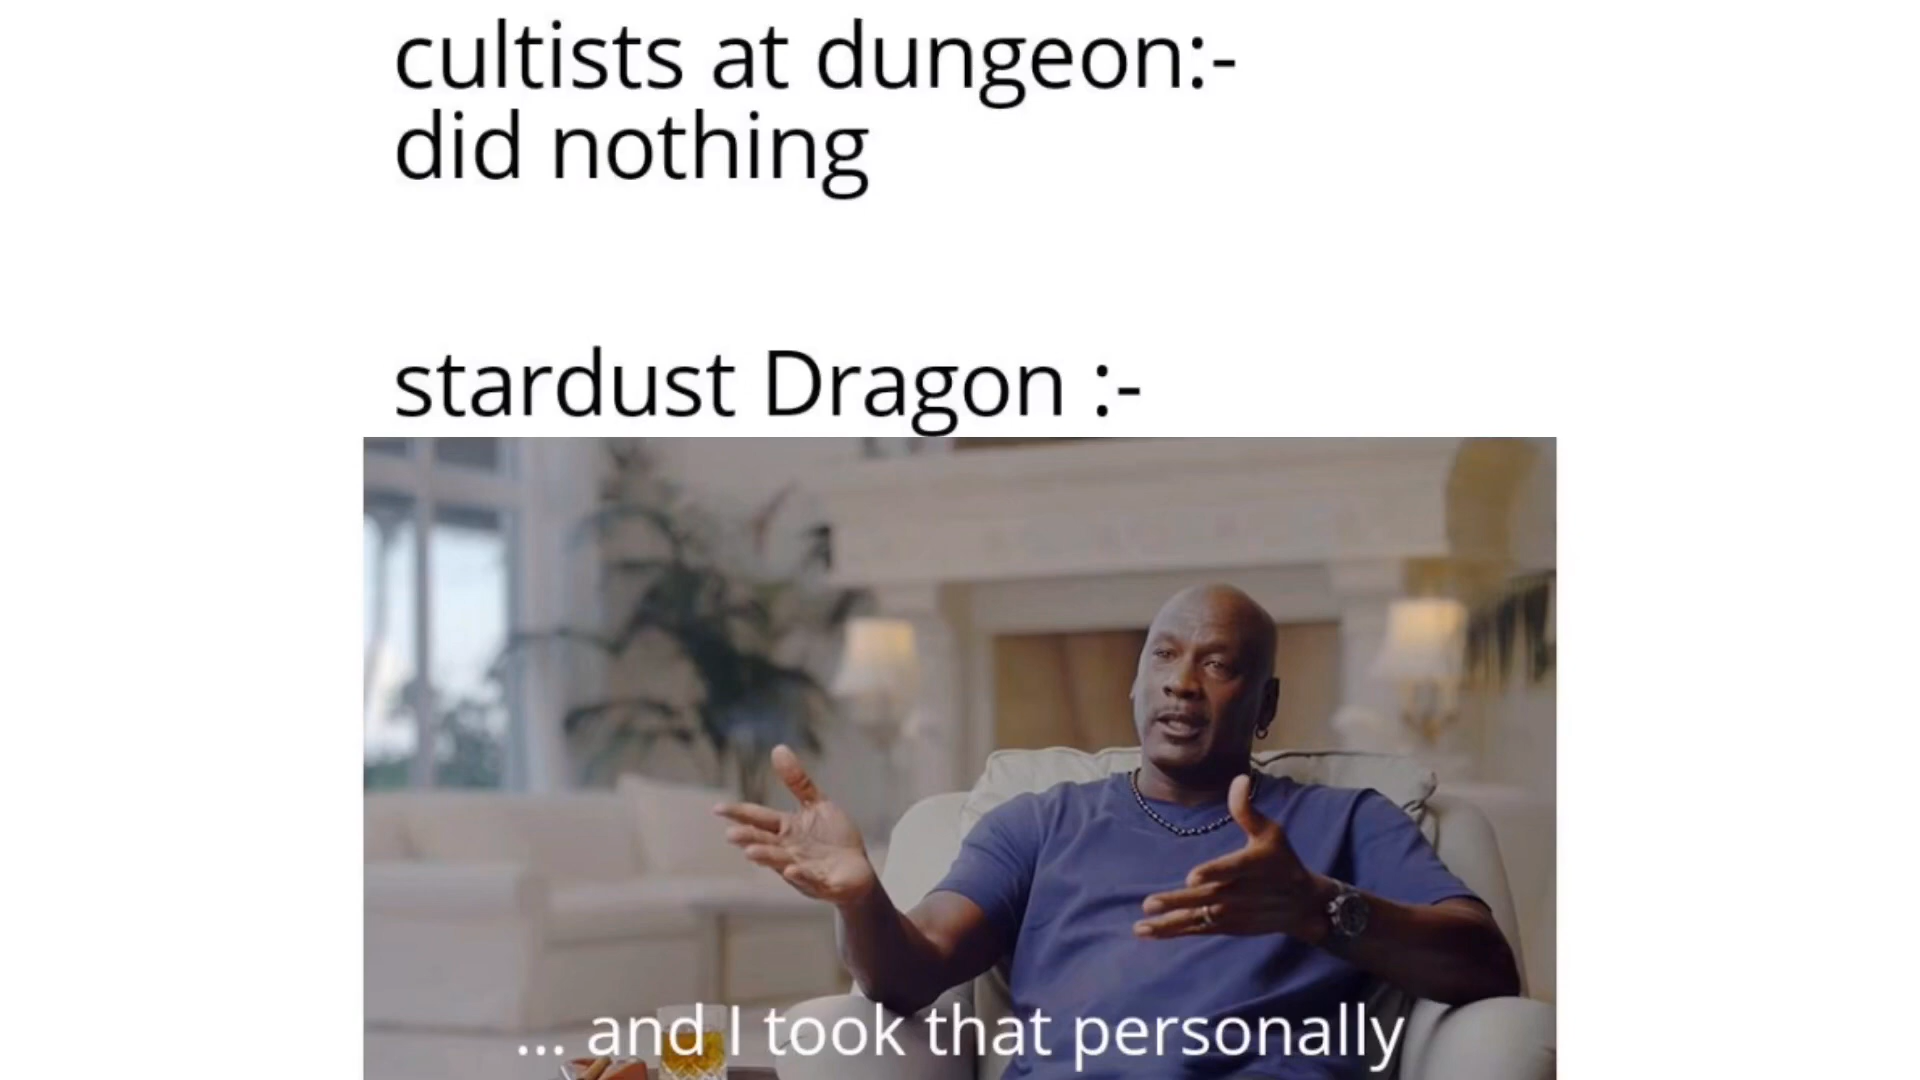 cultists at dungeon:-
did nothing
stardust Dragon :-
... and I took that personally